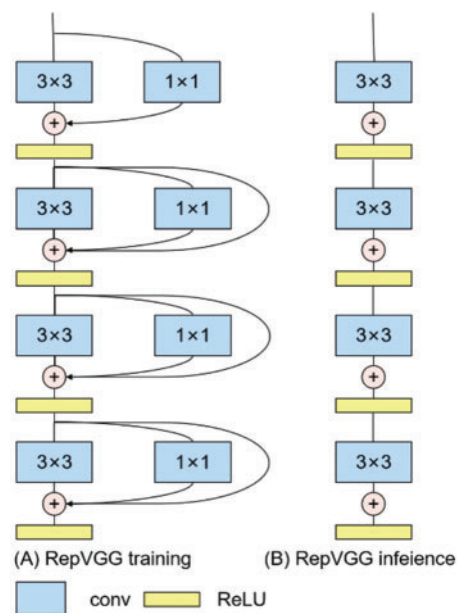 3×3 1×1 3×3
+ +
3×3 1×1 3×3
+ +
3×3 1×1 3×3
+ +
3×3 1×1 3×3
+ +
(A) RepVGG training (B) RepVGG infeience
conv ReLU